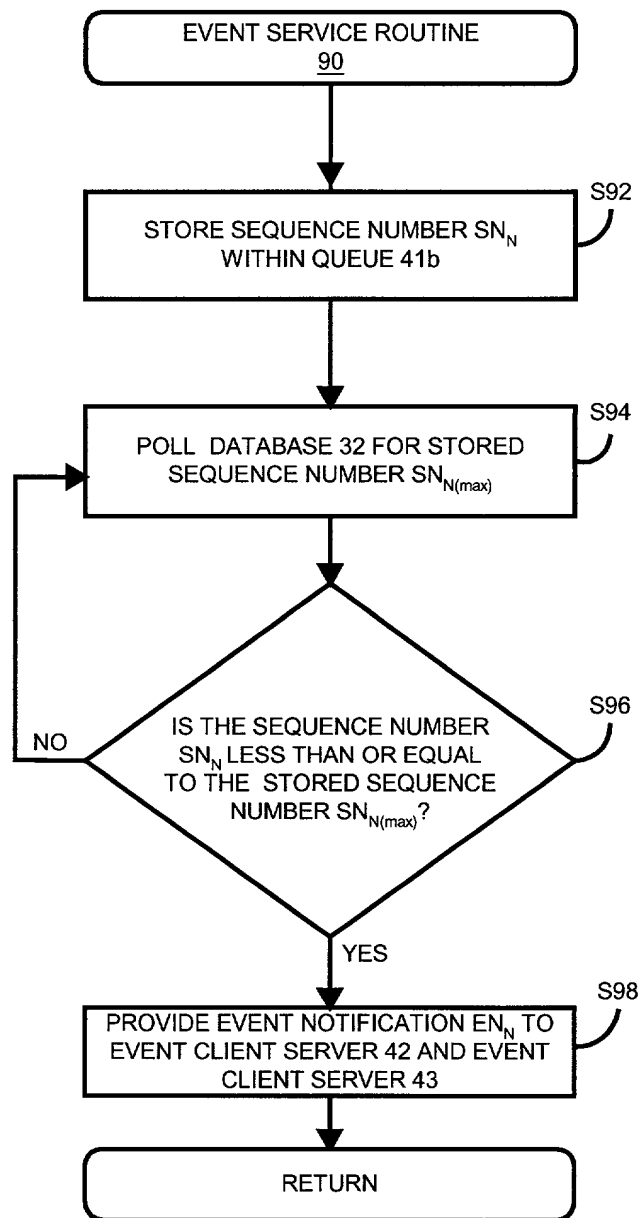 EVENT SERVICE ROUTINE
90
S92
STORE SEQUENCE NUMBER SN_N
WITHIN QUEUE 41b
S94
POLL DATABASE 32 FOR STORED
SEQUENCE NUMBER SN_N(max)
S96
NO
IS THE SEQUENCE NUMBER
SN_N LESS THAN OR EQUAL
TO THE STORED SEQUENCE
NUMBER SN_N(max)?
YES
S98
PROVIDE EVENT NOTIFICATION EN_N TO
EVENT CLIENT SERVER 42 AND EVENT
CLIENT SERVER 43
RETURN